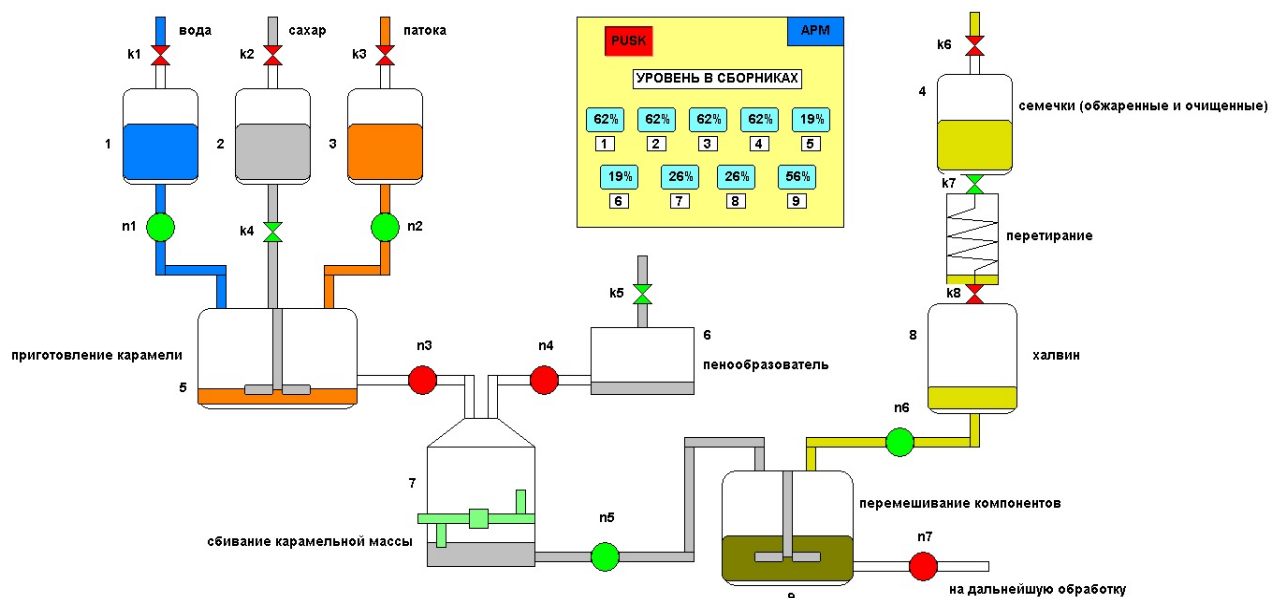 вода
сахар
патока
k1
k2
k3
1
2
3
n1
k4
n2
PUSK
АРМ
УРОВЕНЬ В СБОРНИКАХ
62% 62% 62% 62% 19%
1 2 3 4 5
19% 26% 26% 56%
6 7 8 9
k6
4
семечки (обжаренные и очищенные)
k7
перетирание
k8
8
халвин
k5
6
пенообразователь
приготовление карамели
5
n3
n4
n6
7
сбивание карамельной массы
n5
перемешивание компонентов
n7
9
на дальнейшую обработку